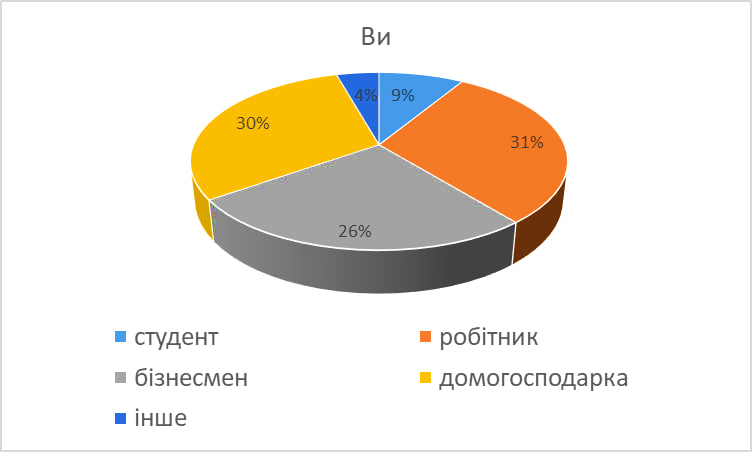 Ви
4%
9%
30%
31%
26%
студент
робітник
бізнесмен
домогосподарка
інше